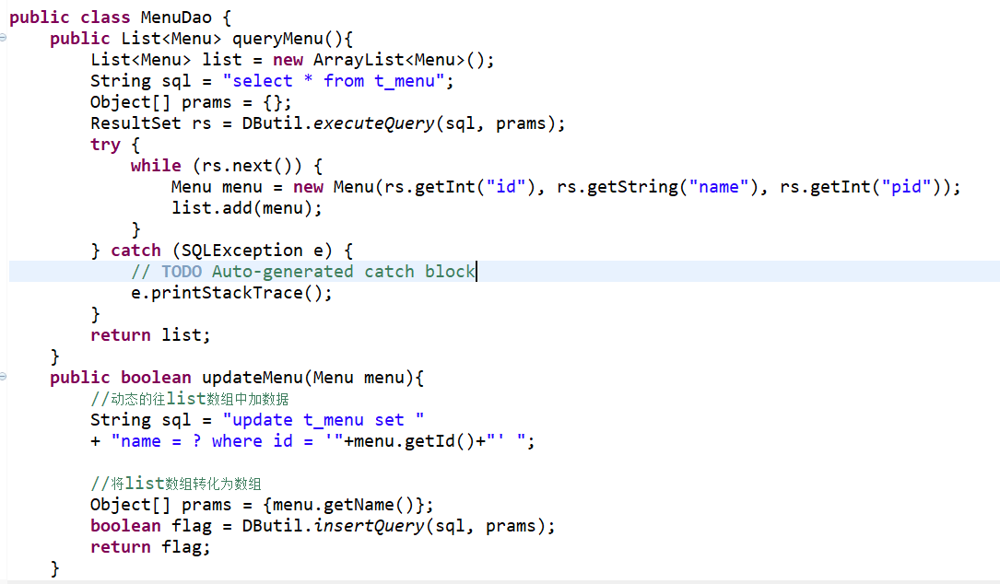 public class MenuDao {
    public List<Menu> queryMenu(){
        List<Menu> list = new ArrayList<Menu>();
        String sql = "select * from t_menu";
        Object[] prams = {};
        ResultSet rs = DButil.executeQuery(sql, prams);
        try {
            while (rs.next()) {
                Menu menu = new Menu(rs.getInt("id"), rs.getString("name"), rs.getInt("pid"));
                list.add(menu);
            }
        } catch (SQLException e) {
            // TODO Auto-generated catch block
            e.printStackTrace();
        }
        return list;
    }
    public boolean updateMenu(Menu menu){
        //动态的往list数组中加数据
        String sql = "update t_menu set "
        + "name = ? where id = '"+menu.getId()+"' ";
        //将list数组转化为数组
        Object[] prams = {menu.getName()};
        boolean flag = DButil.insertQuery(sql, prams);
        return flag;
    }